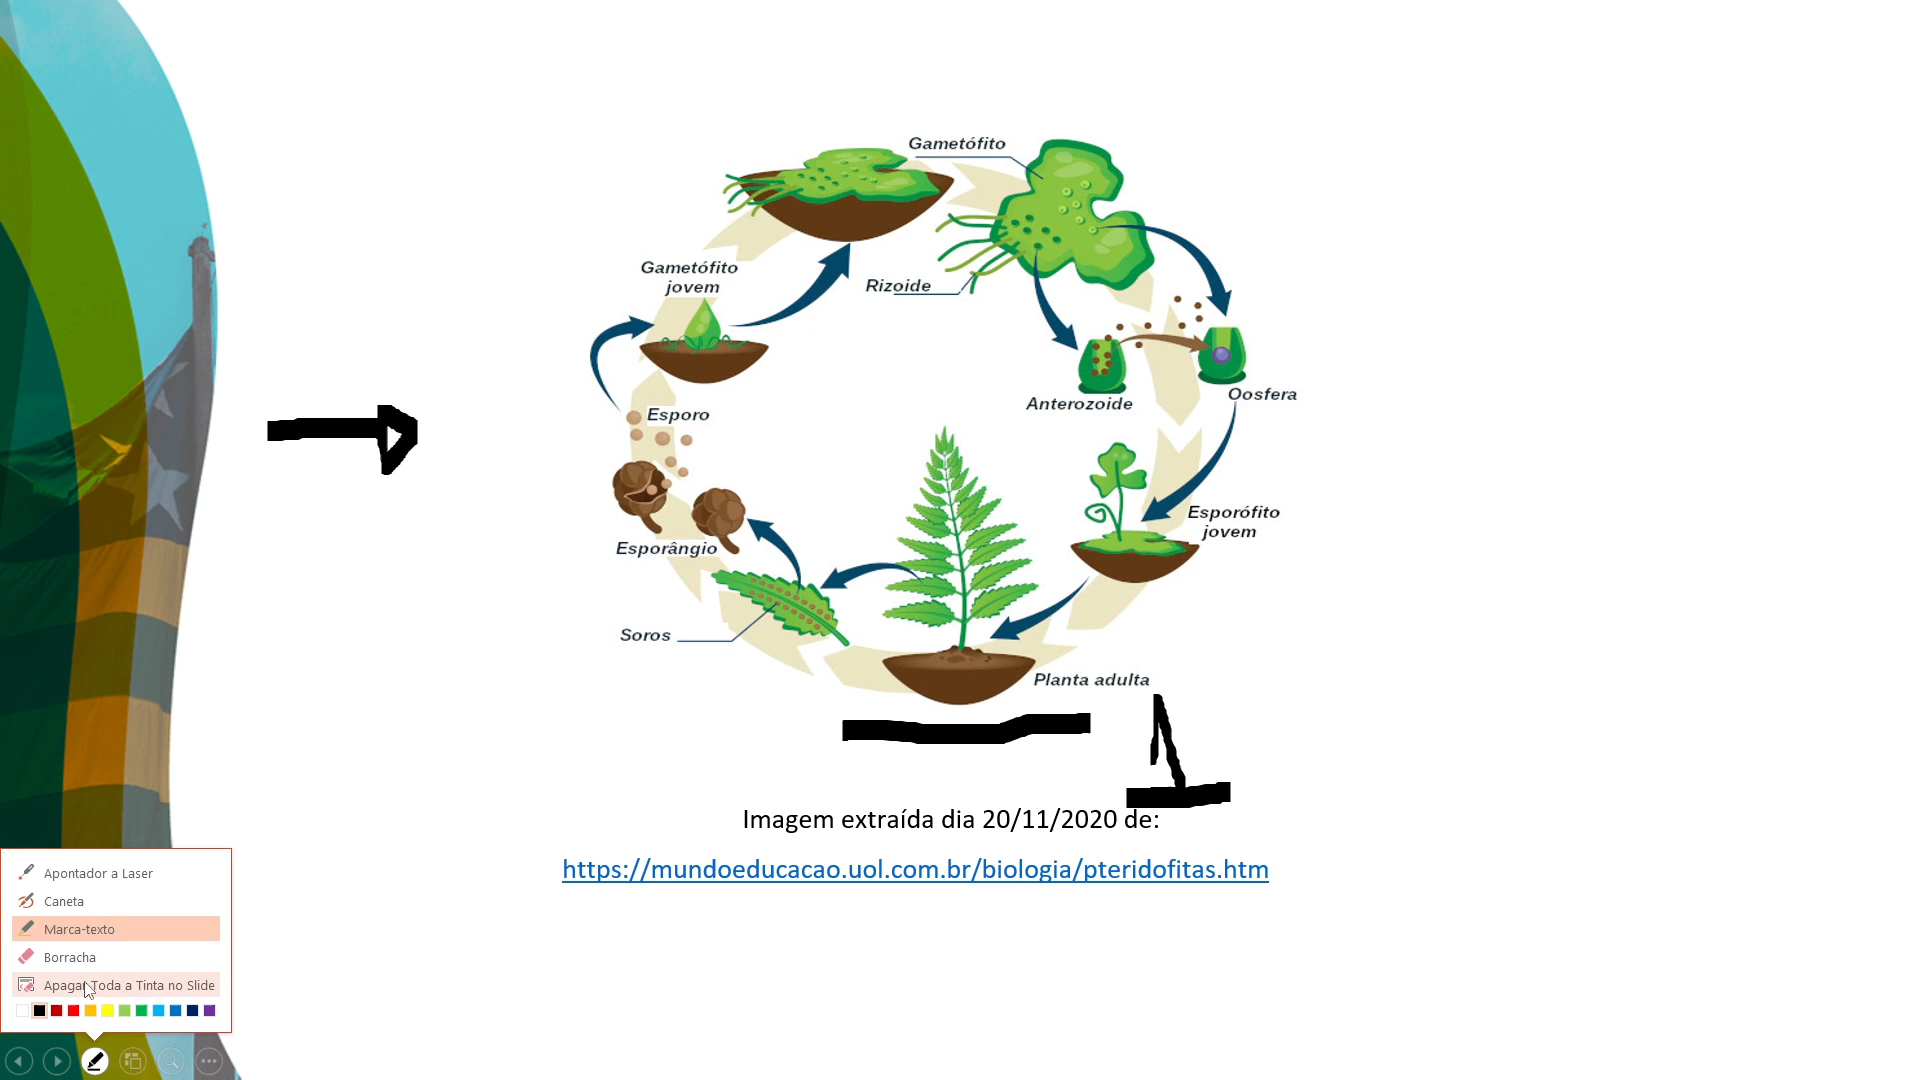 Gametófito
Gametófito
jovem
Rizoide
Esporo
Anterozoide
Oosfera
Esporófito
jovem
Esporângio
Soros
Planta adulta
Imagem extraída dia 20/11/2020 de:
https://mundoeducacao.uol.com.br/biologia/pteridofitas.htm
Apontador a Laser
Caneta
Marca-texto
Borracha
Apagar Toda a Tinta no Slide